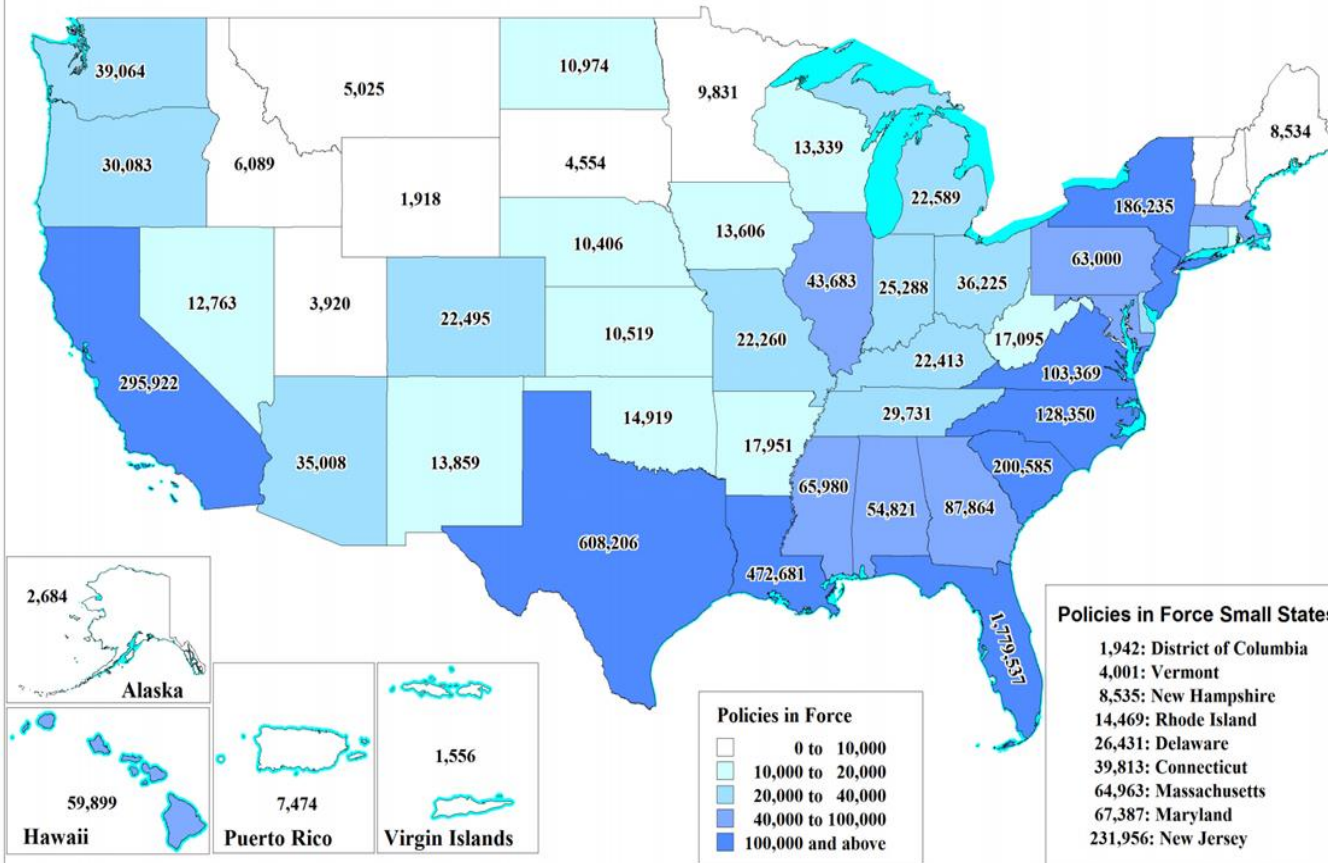 39,064
5,025
10,974
9,831
8,534
30,083
6,089
4,554
13,339
1,918
22,589
186,235
10,406
13,606
63,000
12,763
3,920
22,495
43,683
25,288
36,225
10,519
22,260
17,095
22,413
103,369
295,922
14,919
29,731
128,350
35,008
13,859
17,951
200,585
65,980
54,821
87,864
608,206
472,681
1,779,537
2,684
Alaska
59,899
Hawaii
7,474
Puerto Rico
1,556
Virgin Islands
Policies in Force
0 to 10,000
10,000 to 20,000
20,000 to 40,000
40,000 to 100,000
100,000 and above
Policies in Force Small States
1,942: District of Columbia
4,001: Vermont
8,535: New Hampshire
14,469: Rhode Island
26,431: Delaware
39,813: Connecticut
64,963: Massachusetts
67,387: Maryland
231,956: New Jersey